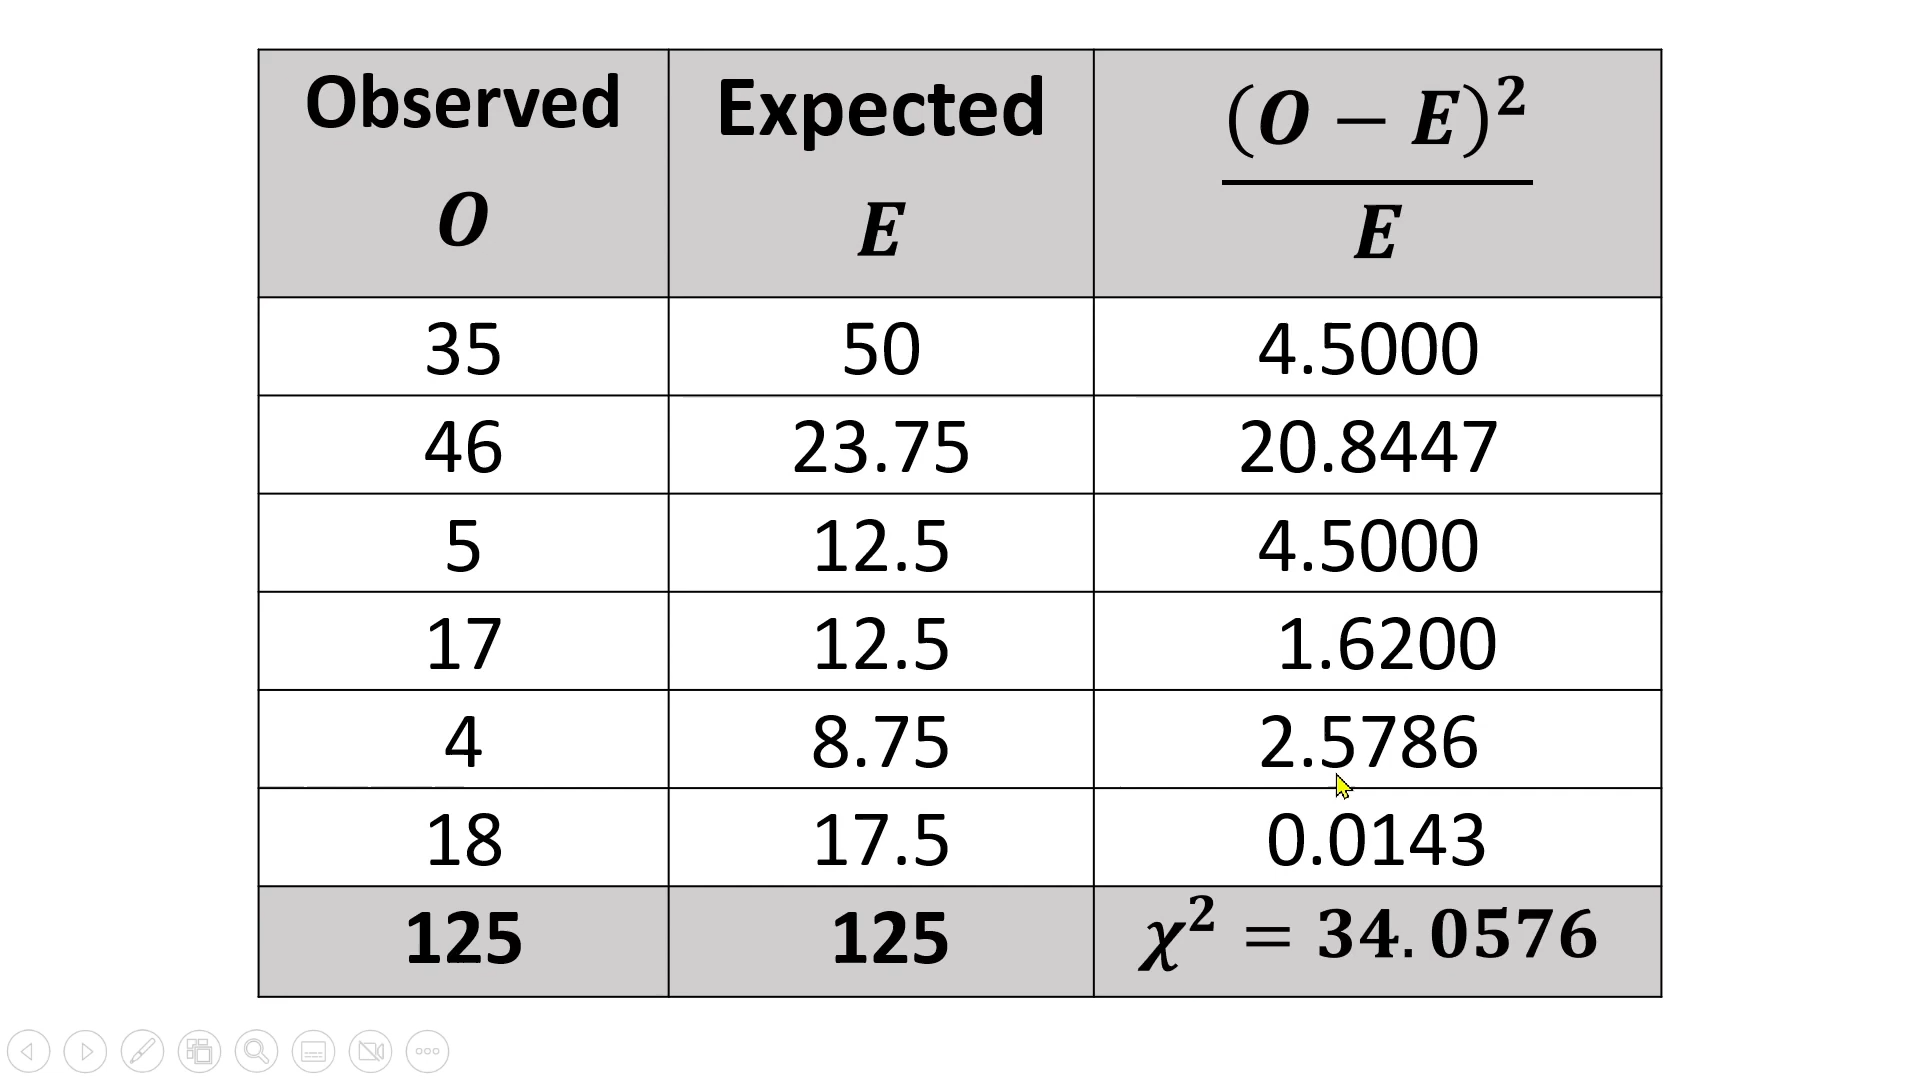 Observed Expected (O − E)²
O E E
35 50 4.5000
46 23.75 20.8447
5 12.5 4.5000
17 12.5 1.6200
4 8.75 2.5786
18 17.5 0.0143
125 125 χ² = 34.0576